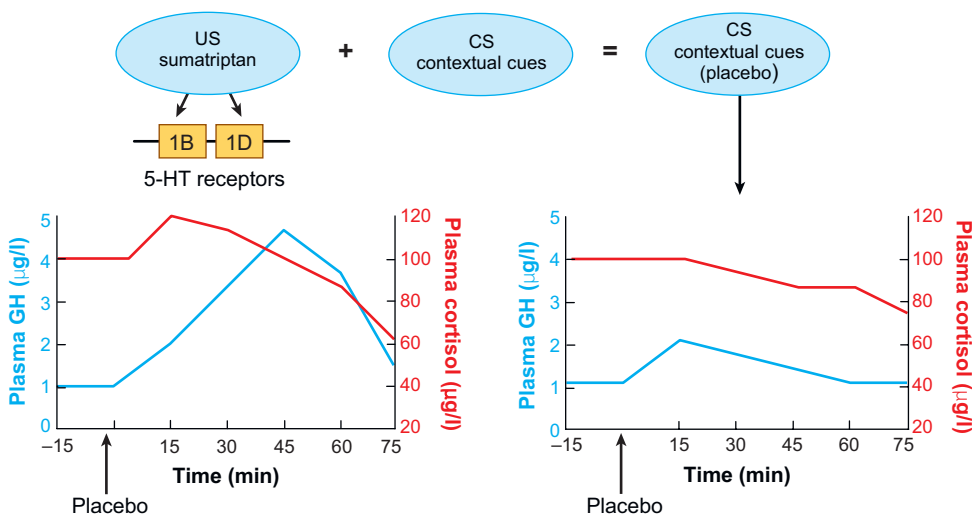 US
sumatriptan
+
CS
contextual cues
=
CS
contextual cues
(placebo)
1B
1D
5-HT receptors
Plasma GH (µg/l)
5
4
3
2
1
0
120
100
80
60
40
20
Plasma cortisol (µg/l)
–15
15
30
45
60
75
Time (min)
Placebo
Plasma GH (µg/l)
5
4
3
2
1
0
120
100
80
60
40
20
Plasma cortisol (µg/l)
–15
15
30
45
60
75
Time (min)
Placebo